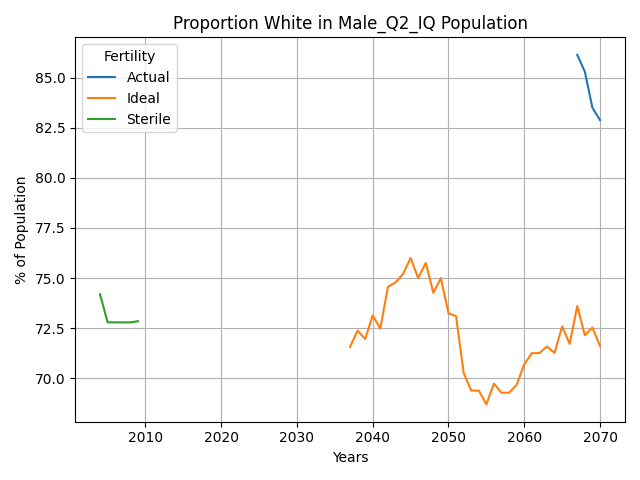 Proportion White in Male_Q2_IQ Population
Fertility
Actual
Ideal
Sterile
85.0
82.5
80.0
77.5
75.0
72.5
70.0
% of Population
2010
2020
2030
2040
2050
2060
2070
Years